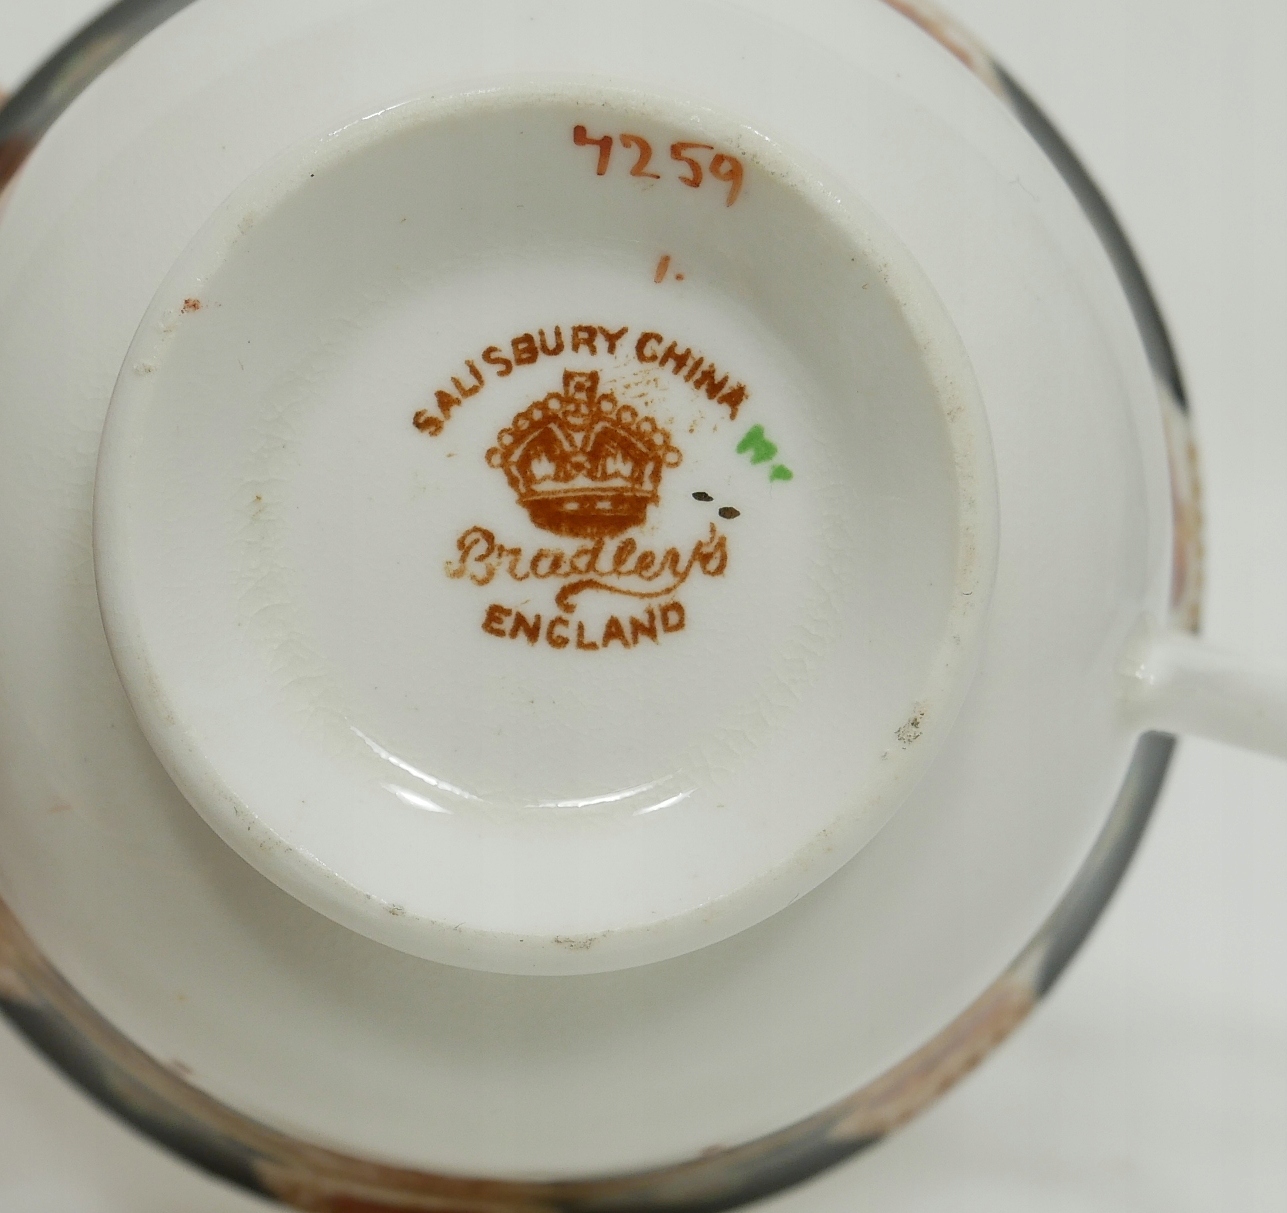 4259
1.
SALISBURY CHINA
Bradley's
ENGLAND